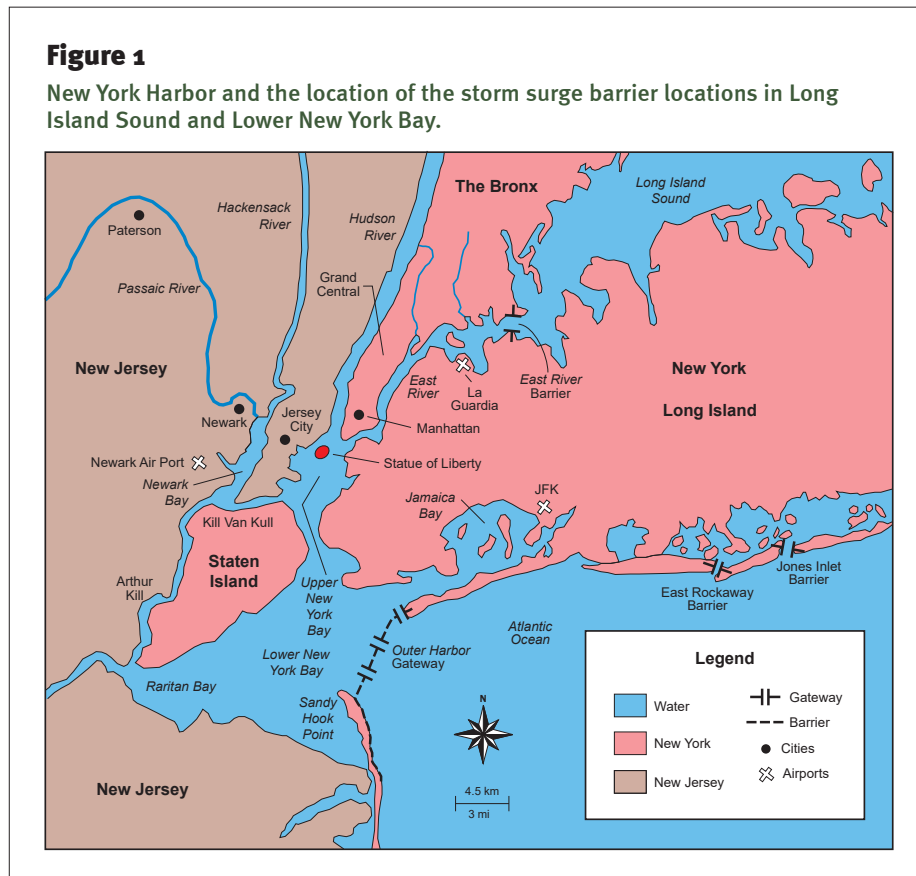 Figure 1
New York Harbor and the location of the storm surge barrier locations in Long
Island Sound and Lower New York Bay.
The Bronx
Long Island
Sound
Hackensack
River
Hudson
River
Paterson
Grand
Central
Passaic River
New Jersey
New York
East
River
La
Guardia
East River
Barrier
Long Island
Newark
Jersey
City
Manhattan
Newark Air Port
Statue of Liberty
Newark
Bay
JFK
Jamaica
Bay
Kill Van Kull
Staten
Island
Arthur
Kill
Upper
New
York
Bay
Jones Inlet
Barrier
East Rockaway
Barrier
Atlantic
Ocean
Outer Harbor
Gateway
Lower New
York Bay
Raritan Bay
Sandy
Hook
Point
N
4.5 km
3 mi
New Jersey
Legend
Water
New York
New Jersey
Gateway
Barrier
Cities
Airports